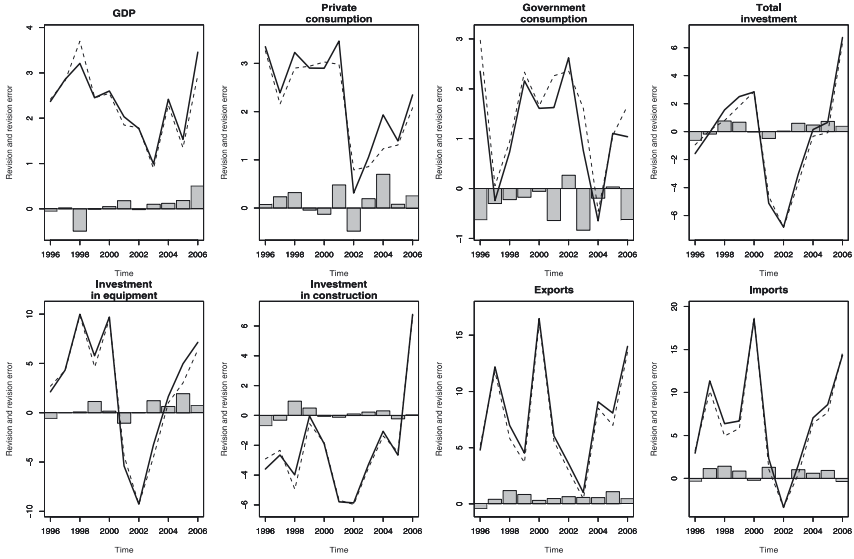 GDP
Private
consumption
Government
consumption
Total
investment
Revision and revision error
4
3
2
1
0
1996 1998 2000 2002 2004 2006
Time
Revision and revision error
3
2
1
0
1996 1998 2000 2002 2004 2006
Time
Revision and revision error
3
2
1
0
−1
1996 1998 2000 2002 2004 2006
Time
Revision and revision error
6
4
2
0
−2
−4
−6
1996 1998 2000 2002 2004 2006
Time
Investment
in equipment
Investment
in construction
Exports
Imports
Revision and revision error
10
5
0
−5
−10
1996 1998 2000 2002 2004 2006
Time
Revision and revision error
6
4
2
0
−2
−4
−6
1996 1998 2000 2002 2004 2006
Time
Revision and revision error
15
10
5
0
1996 1998 2000 2002 2004 2006
Time
Revision and revision error
20
15
10
5
0
1996 1998 2000 2002 2004 2006
Time